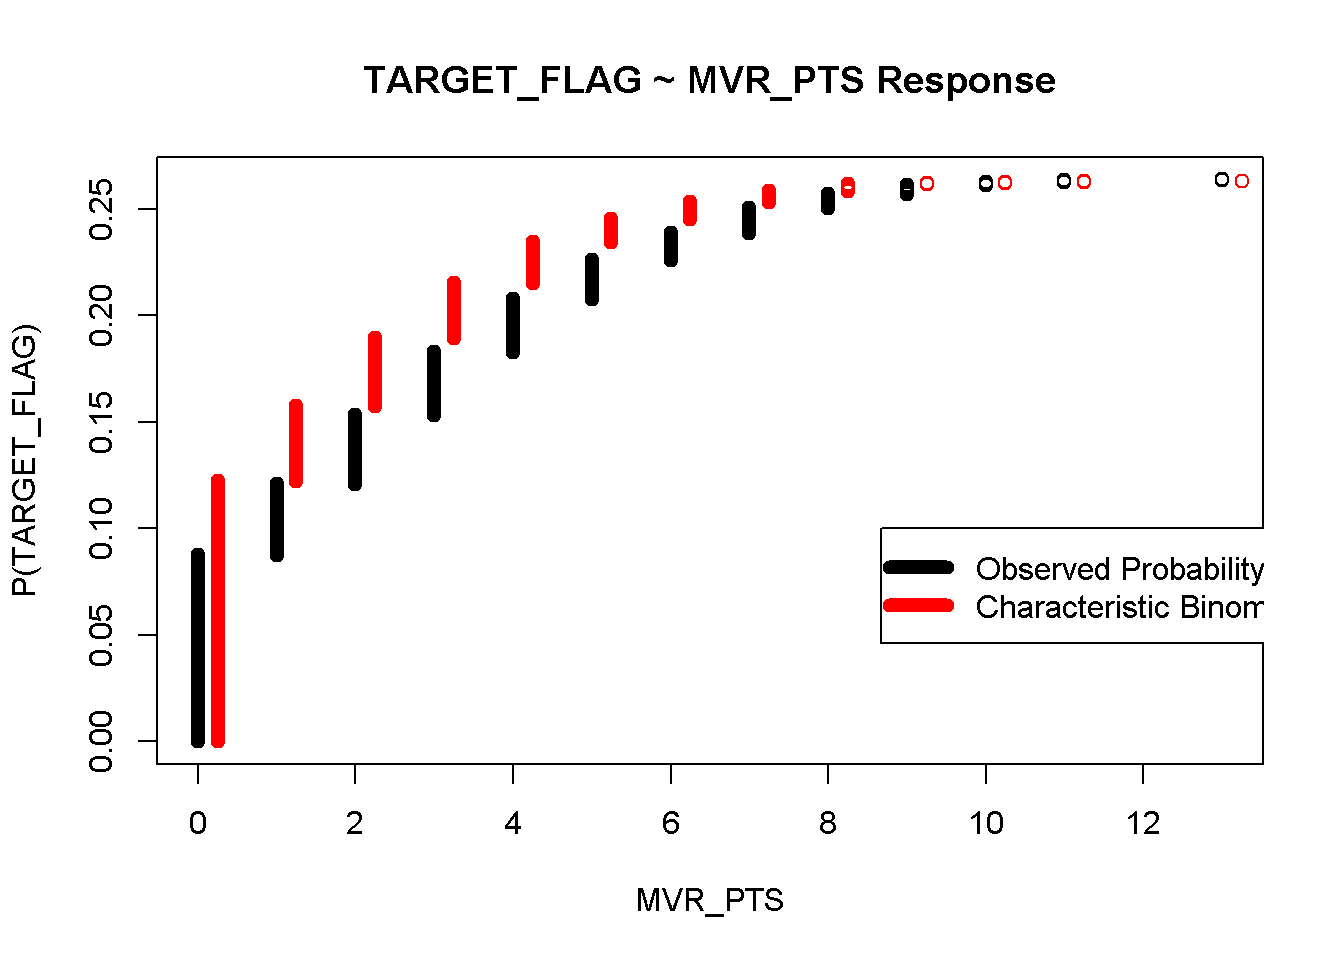 TARGET_FLAG ~ MVR_PTS Response
P(TARGET_FLAG)
0.25
0.20
0.15
0.10
0.05
0.00
Observed Probability
Characteristic Binom
0 2 4 6 8 10 12
MVR_PTS